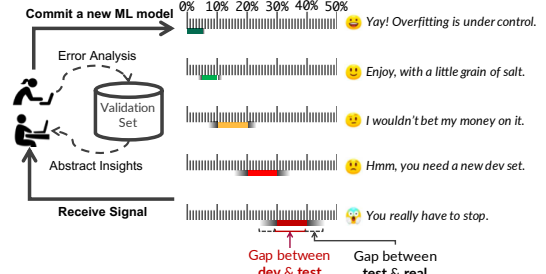 Commit a new ML model
0% 10% 20% 30% 40% 50%
Yay! Overfitting is under control.
Error Analysis
Enjoy, with a little grain of salt.
Validation
Set
I wouldn't bet my money on it.
Abstract Insights
Hmm, you need a new dev set.
Receive Signal
You really have to stop.
Gap between
dev & test
Gap between
test & real